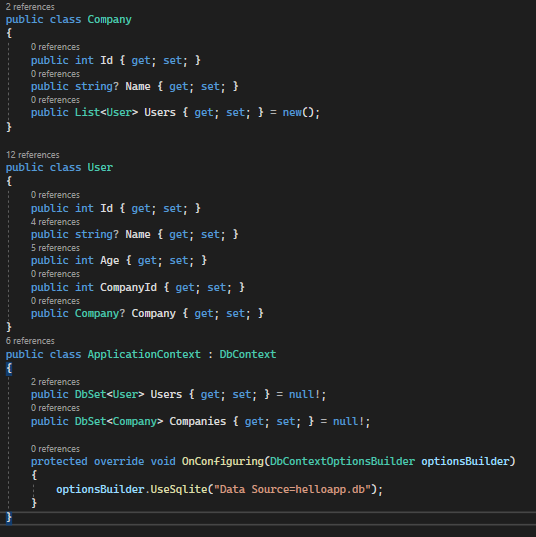 2 references
public class Company
{
0 references
public int Id { get; set; }
0 references
public string? Name { get; set; }
0 references
public List<User> Users { get; set; } = new();
}
12 references
public class User
{
0 references
public int Id { get; set; }
4 references
public string? Name { get; set; }
5 references
public int Age { get; set; }
0 references
public int CompanyId { get; set; }
0 references
public Company? Company { get; set; }
}
6 references
public class ApplicationContext : DbContext
{
2 references
public DbSet<User> Users { get; set; } = null!;
0 references
public DbSet<Company> Companies { get; set; } = null!;
0 references
protected override void OnConfiguring(DbContextOptionsBuilder optionsBuilder)
{
optionsBuilder.UseSqlite("Data Source=helloapp.db");
}
}